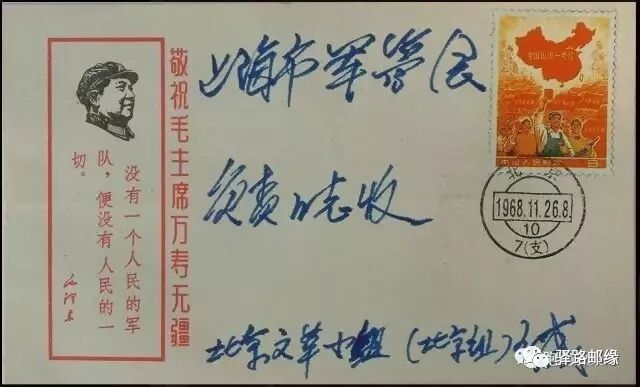 敬祝毛主席万寿无疆
没有一个人民的军
队，便没有人民的一
切。
毛泽东
上海市军管会
负责同志收
北京文革小组(北京组)
全国山河一片红
中国人民邮政
8
北京
1968.11.26.8
10
7(支)
驿路邮缘